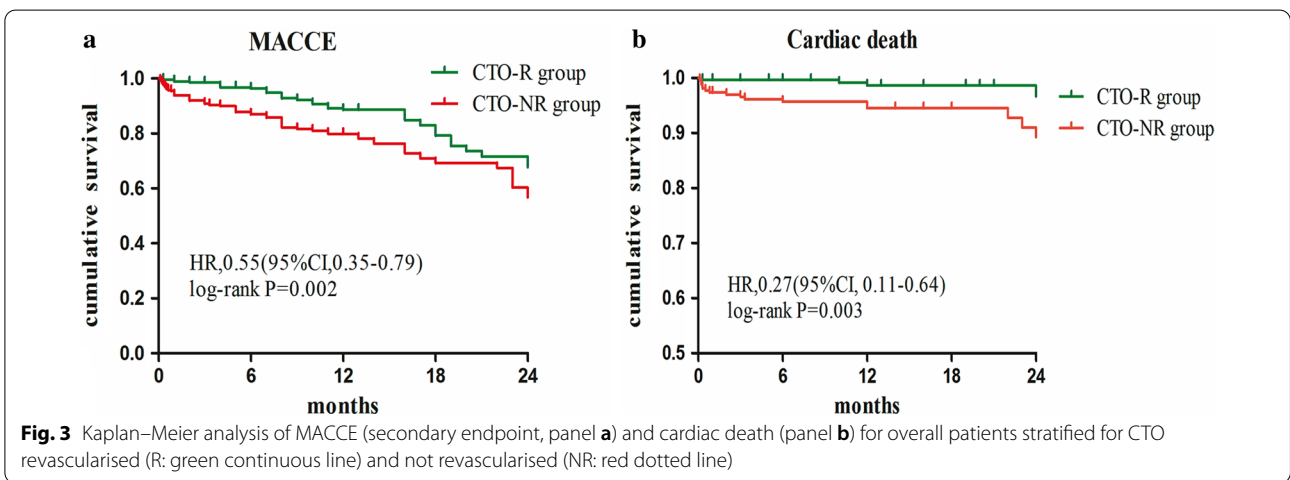 a
MACCE
CTO-R group
CTO-NR group
cumulative survival
1.0
0.8
0.6
0.4
0.2
0.0
HR,0.55(95%CI,0.35-0.79)
log-rank P=0.002
0 6 12 18 24
months
b
Cardiac death
CTO-R group
CTO-NR group
cumulative survival
1.0
0.9
0.8
0.7
0.6
0.5
HR,0.27(95%CI, 0.11-0.64)
log-rank P=0.003
0 6 12 18 24
months
Fig. 3 Kaplan–Meier analysis of MACCE (secondary endpoint, panel a) and cardiac death (panel b) for overall patients stratified for CTO
revascularised (R: green continuous line) and not revascularised (NR: red dotted line)